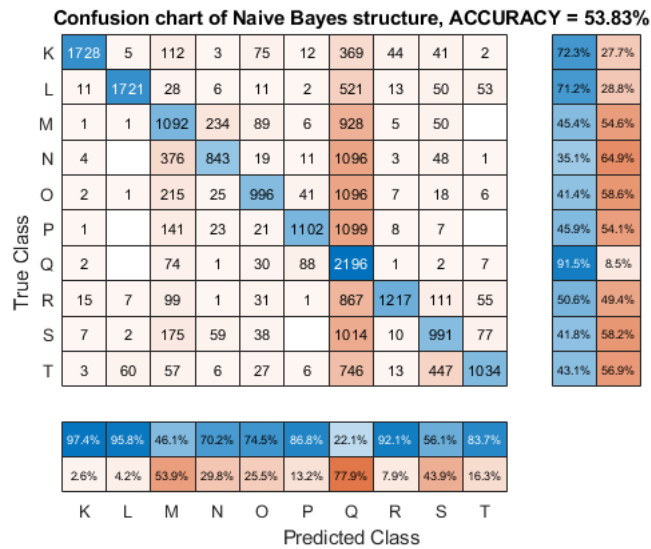 Confusion chart of Naive Bayes structure, ACCURACY = 53.83%
K 1728 5 112 3 75 12 369 44 41 2 72.3% 27.7%
L 11 1721 28 6 11 2 521 13 50 53 71.2% 28.8%
M 1 1 1092 234 89 6 928 5 50 45.4% 54.6%
N 4 376 843 19 11 1096 3 48 1 35.1% 64.9%
O 2 1 215 25 996 41 1096 7 18 6 41.4% 58.6%
P 1 141 23 21 1102 1099 8 7 45.9% 54.1%
Q 2 74 1 30 88 2196 1 2 7 91.5% 8.5%
R 15 7 99 1 31 1 867 1217 111 55 50.6% 49.4%
S 7 2 175 59 38 1014 10 991 77 41.8% 58.2%
T 3 60 57 6 27 6 746 13 447 1034 43.1% 56.9%
True Class
97.4% 95.8% 46.1% 70.2% 74.5% 86.8% 22.1% 92.1% 56.1% 83.7%
2.6% 4.2% 53.9% 29.8% 25.5% 13.2% 77.9% 7.9% 43.9% 16.3%
K L M N O P Q R S T
Predicted Class